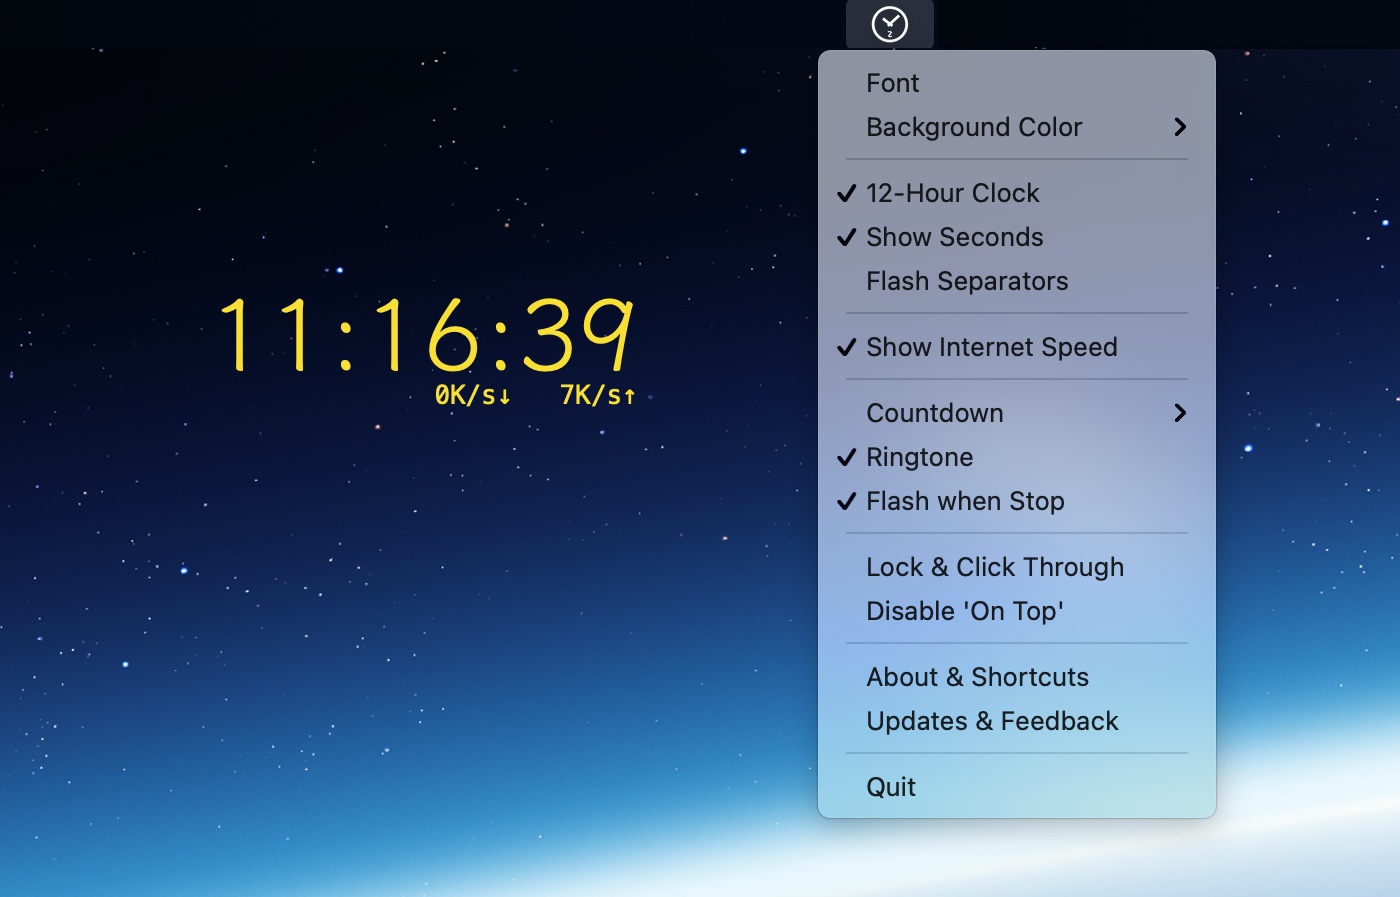 11:16:39
0K/s↓ 7K/s↑
Font
Background Color
12-Hour Clock
Show Seconds
Flash Separators
Show Internet Speed
Countdown
Ringtone
Flash when Stop
Lock & Click Through
Disable 'On Top'
About & Shortcuts
Updates & Feedback
Quit